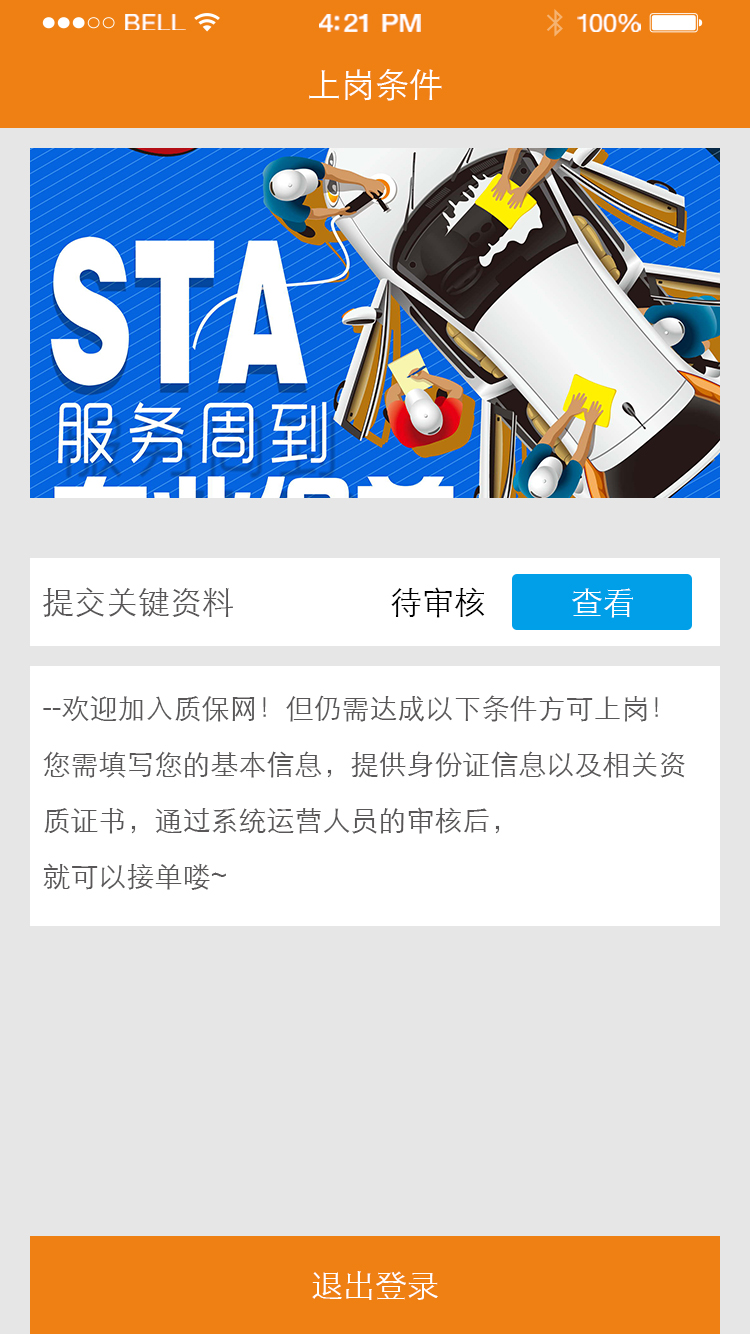 BELL
4:21 PM
100%
上岗条件
STA
服务周到
提交关键资料
待审核
查看
--欢迎加入质保网！但仍需达成以下条件方可上岗！
您需填写您的基本信息，提供身份证信息以及相关资
质证书，通过系统运营人员的审核后，
就可以接单喽~
退出登录